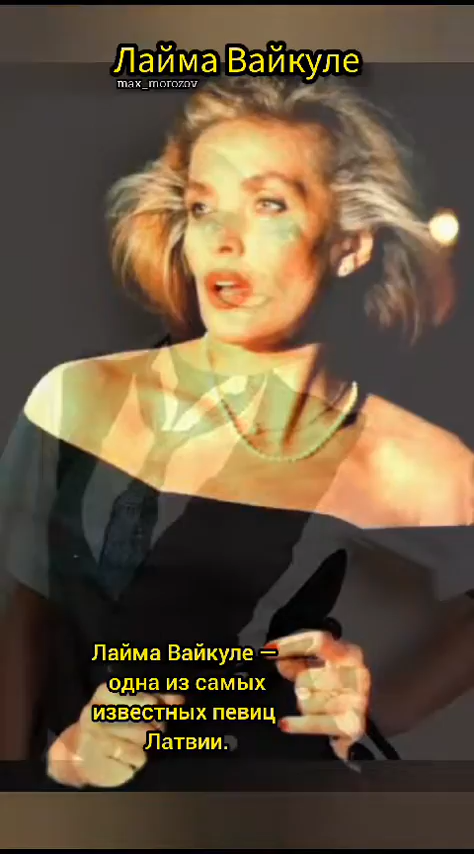 Лайма Вайкуле
max_morozov
Лайма Вайкуле —
одна из самых
известных певиц
Латвии.